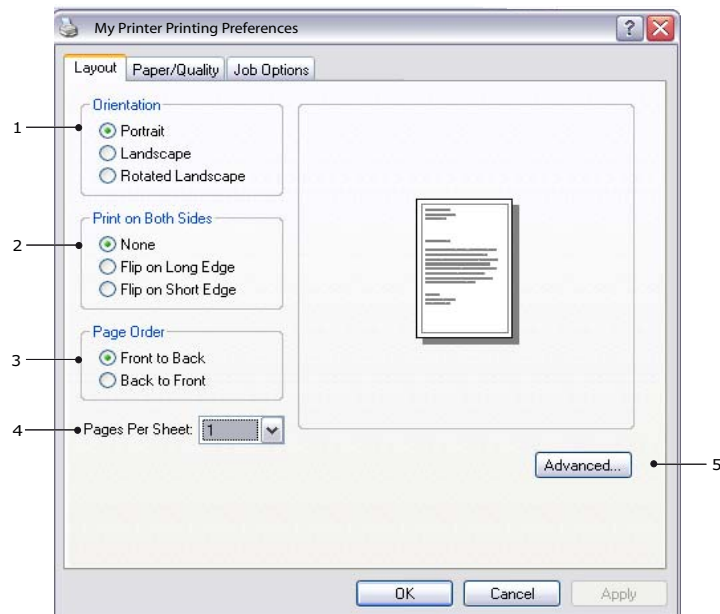 My Printer Printing Preferences
?
Layout Paper/Quality Job Options
Orientation
1
Portrait
Landscape
Rotated Landscape
Print on Both Sides
2
None
Flip on Long Edge
Flip on Short Edge
Page Order
3
Front to Back
Back to Front
4
Pages Per Sheet: 1
Advanced...
5
OK Cancel Apply